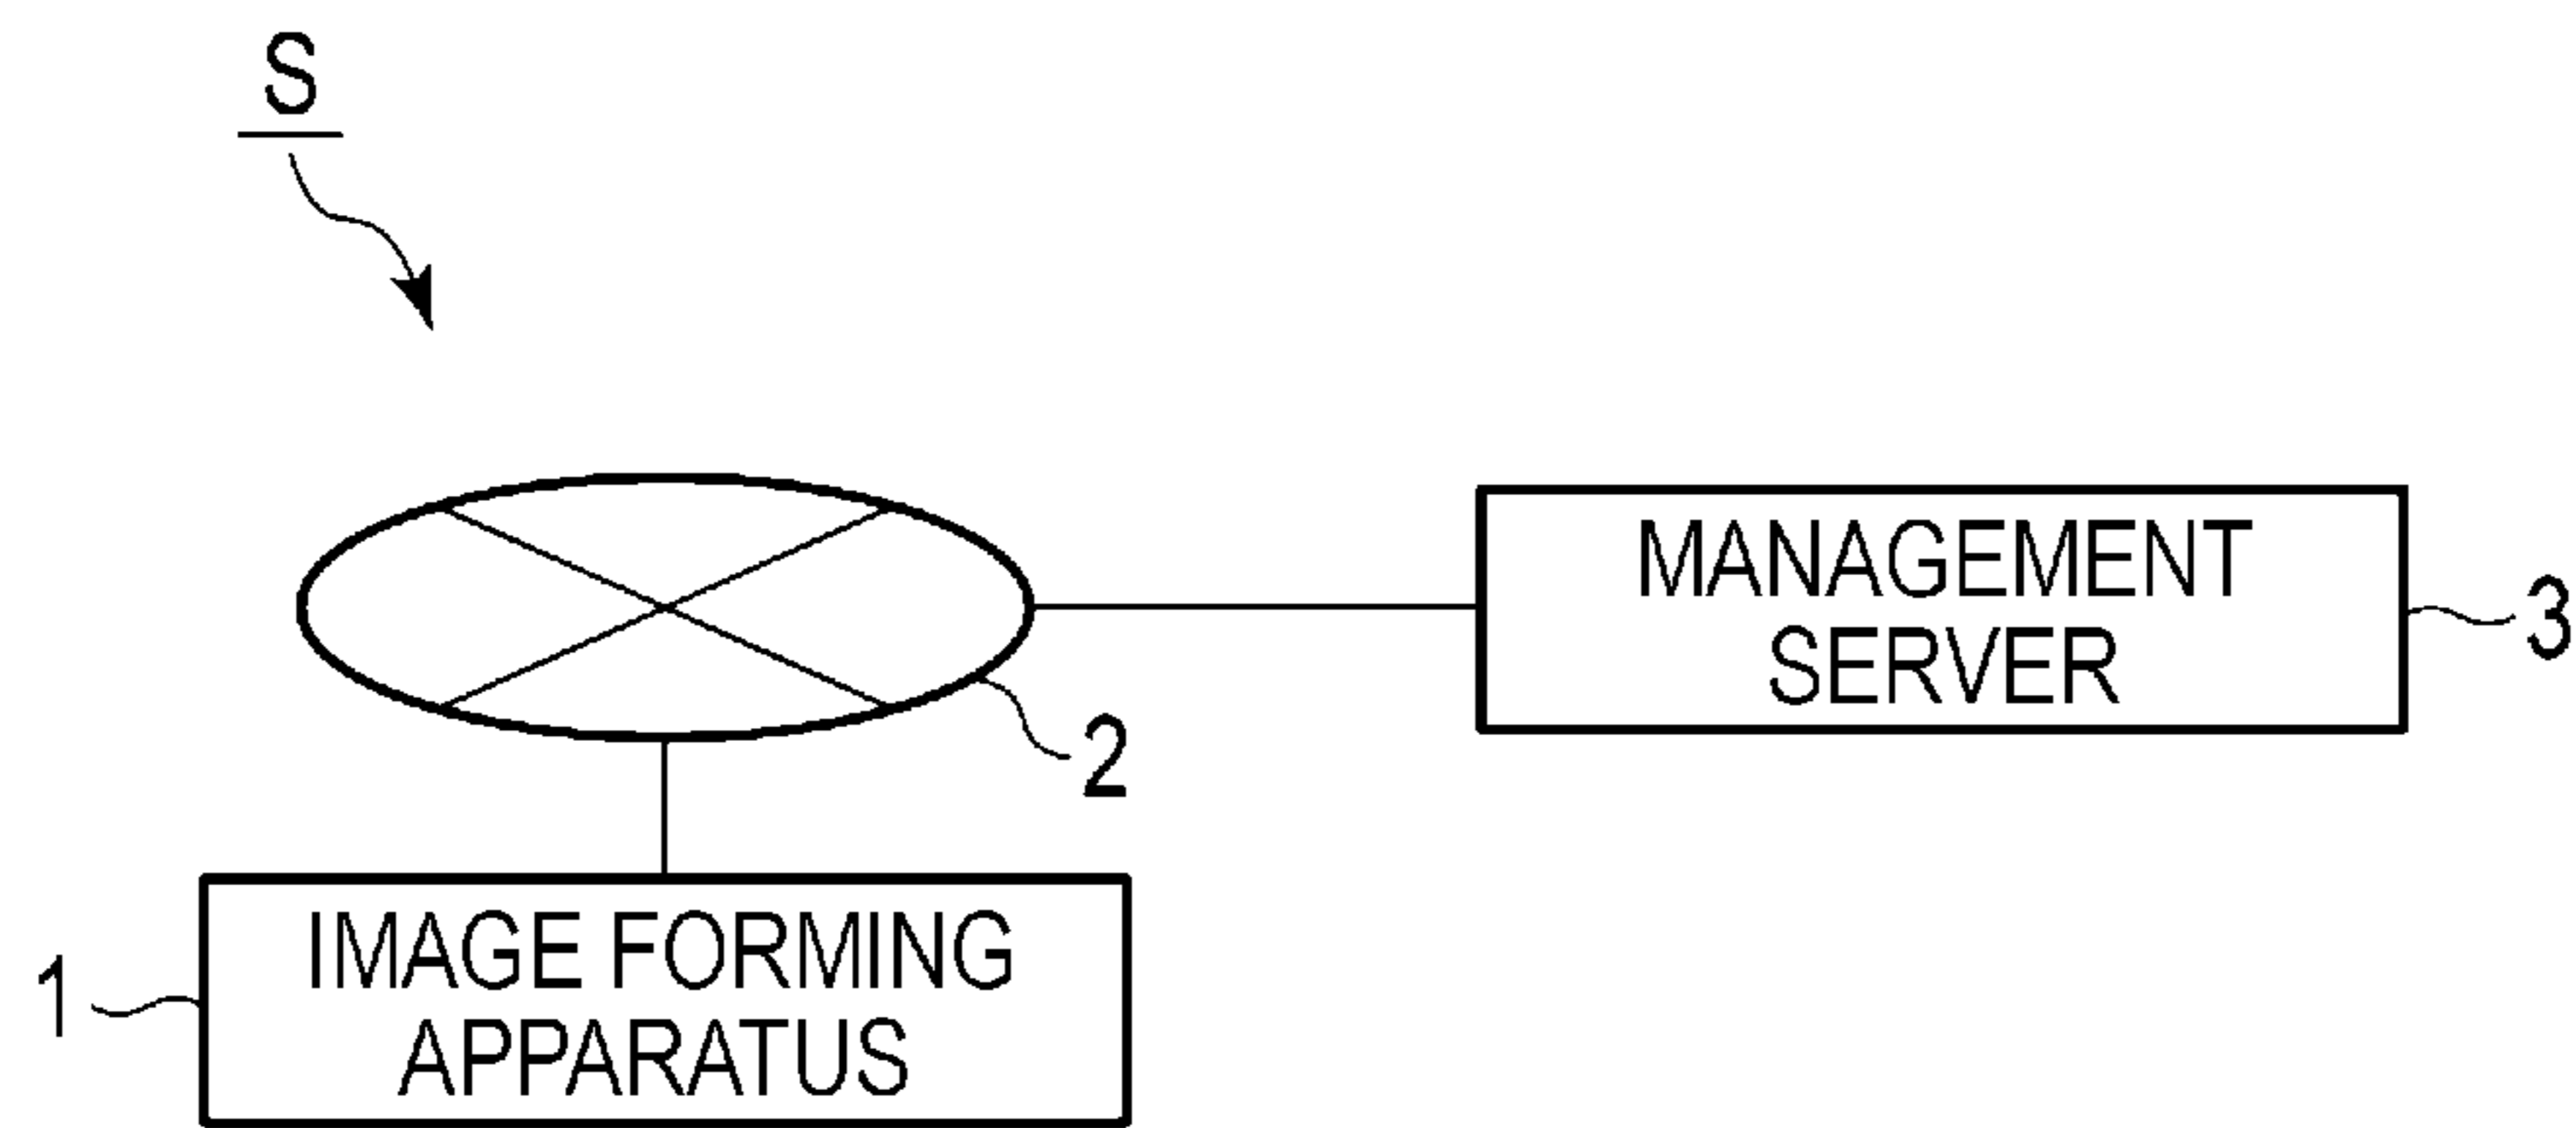 S
MANAGEMENT
SERVER
3
2
IMAGE FORMING
APPARATUS
1